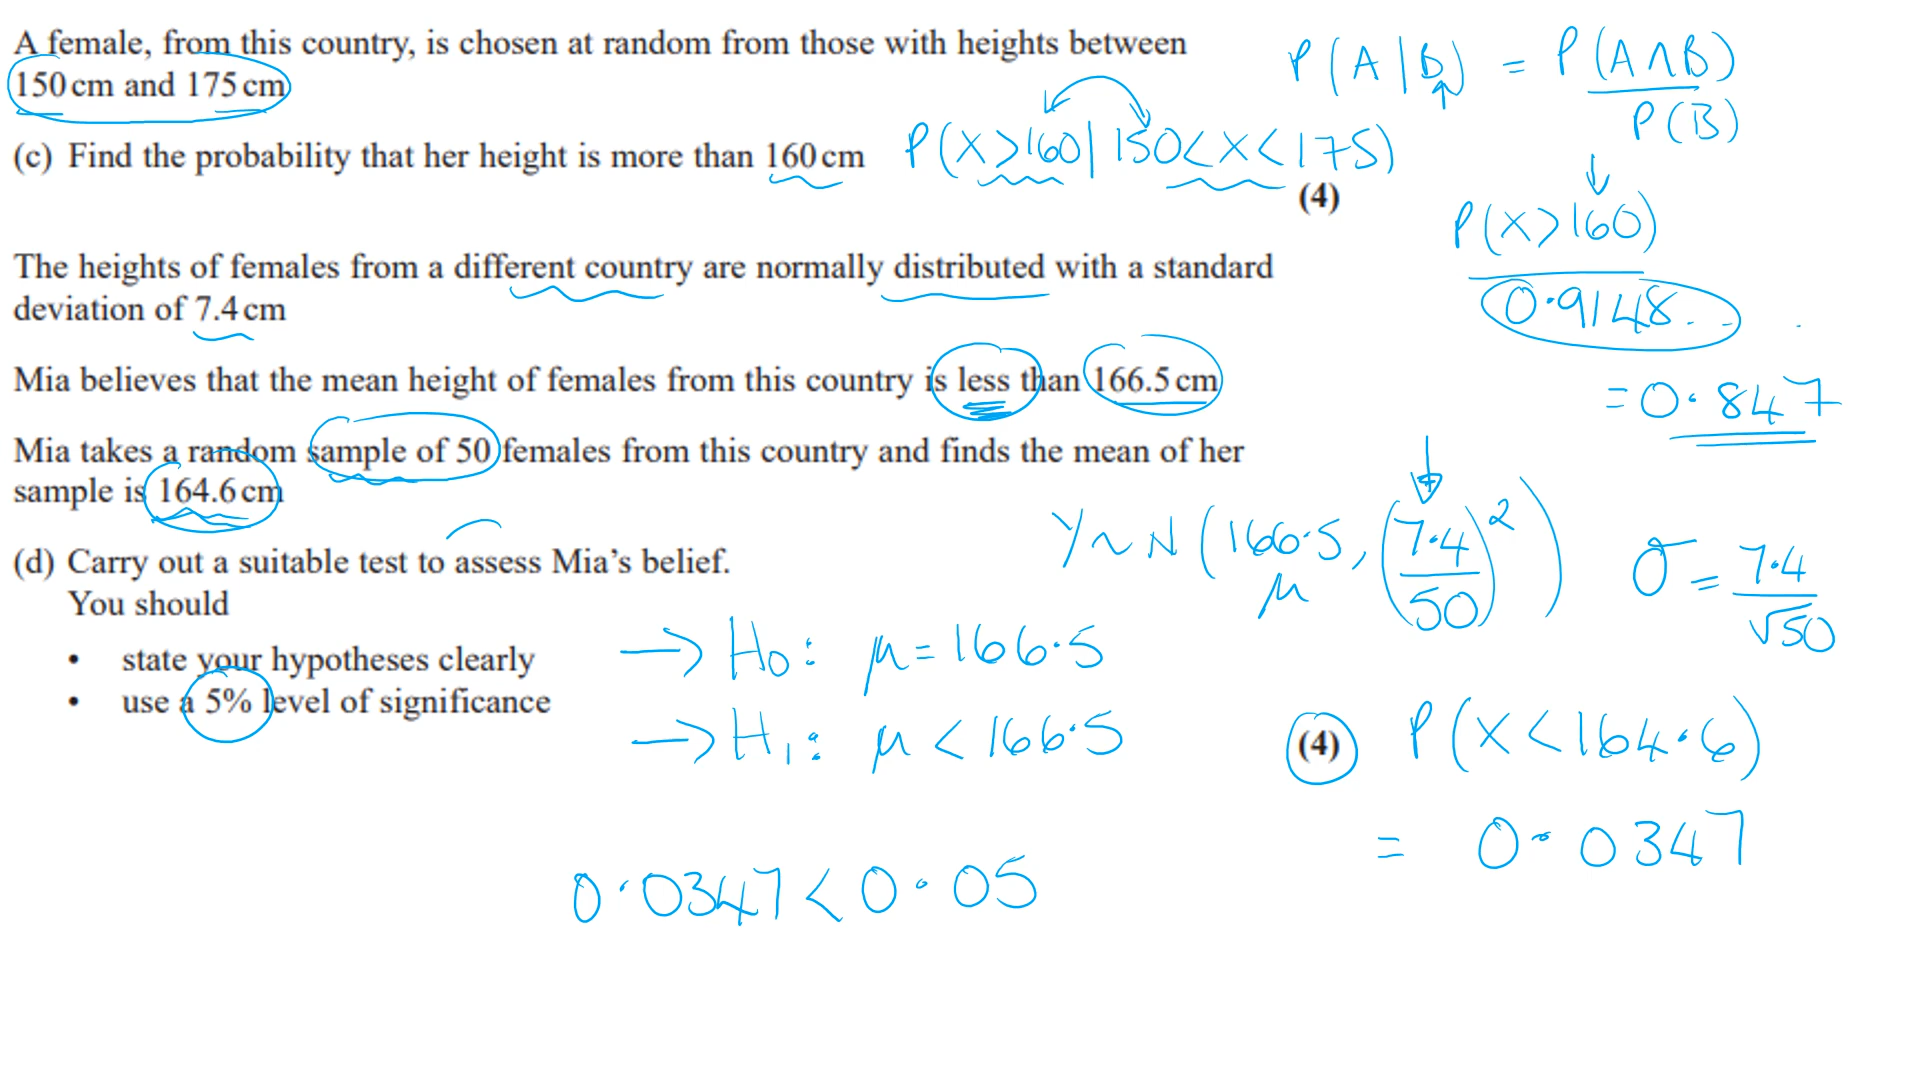 A female, from this country, is chosen at random from those with heights between
150 cm and 175 cm
(c) Find the probability that her height is more than 160 cm
(4)
P(A|B) = P(A∩B)
P(B)
P(X>160|150<X<175)
P(X>160)
0.9148...
=0.847
The heights of females from a different country are normally distributed with a standard
deviation of 7.4 cm
Mia believes that the mean height of females from this country is less than 166.5 cm
Mia takes a random sample of 50 females from this country and finds the mean of her
sample is 164.6 cm
(d) Carry out a suitable test to assess Mia's belief.
You should
• state your hypotheses clearly
• use a 5% level of significance
(4)
Y~N(166.5, (7.4/50)²)
μ
σ = 7.4/√50
→ H₀: μ=166.5
→ H₁: μ < 166.5
P(X<164.6)
= 0.0347
0.0347 < 0.05